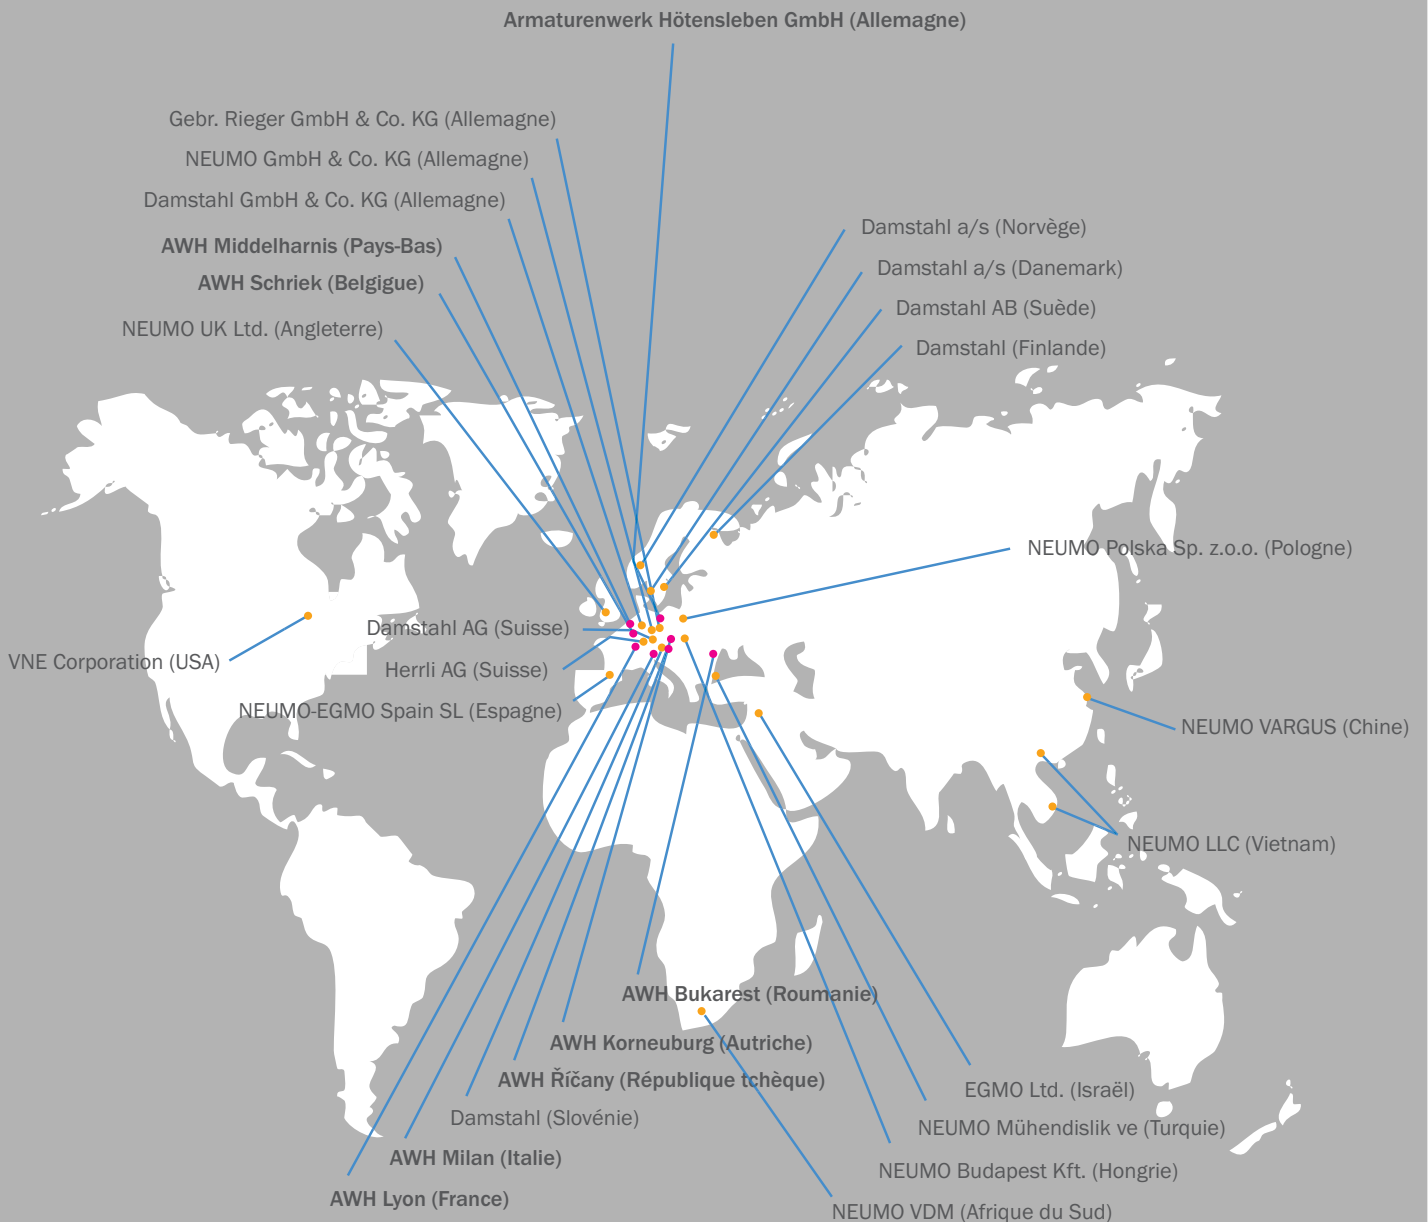 Armaturenwerk Hötensleben GmbH (Allemagne)
Gebr. Rieger GmbH & Co. KG (Allemagne)
NEUMO GmbH & Co. KG (Allemagne)
Damstahl GmbH & Co. KG (Allemagne)
AWH Middelharnis (Pays-Bas)
AWH Schriek (Belgigue)
NEUMO UK Ltd. (Angleterre)
Damstahl a/s (Norvège)
Damstahl a/s (Danemark)
Damstahl AB (Suède)
Damstahl (Finlande)
NEUMO Polska Sp. z.o.o. (Pologne)
Damstahl AG (Suisse)
VNE Corporation (USA)
Herrli AG (Suisse)
NEUMO-EGMO Spain SL (Espagne)
NEUMO VARGUS (Chine)
NEUMO LLC (Vietnam)
AWH Bukarest (Roumanie)
AWH Korneuburg (Autriche)
AWH Říčany (République tchèque)
Damstahl (Slovénie)
AWH Milan (Italie)
AWH Lyon (France)
EGMO Ltd. (Israël)
NEUMO Mühendislik ve (Turquie)
NEUMO Budapest Kft. (Hongrie)
NEUMO VDM (Afrique du Sud)